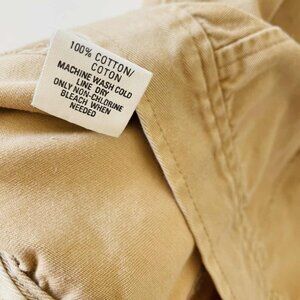 100% COTTON/
COTON
MACHINE WASH COLD
LINE DRY
ONLY NON-CHLORINE
BLEACH WHEN
NEEDED